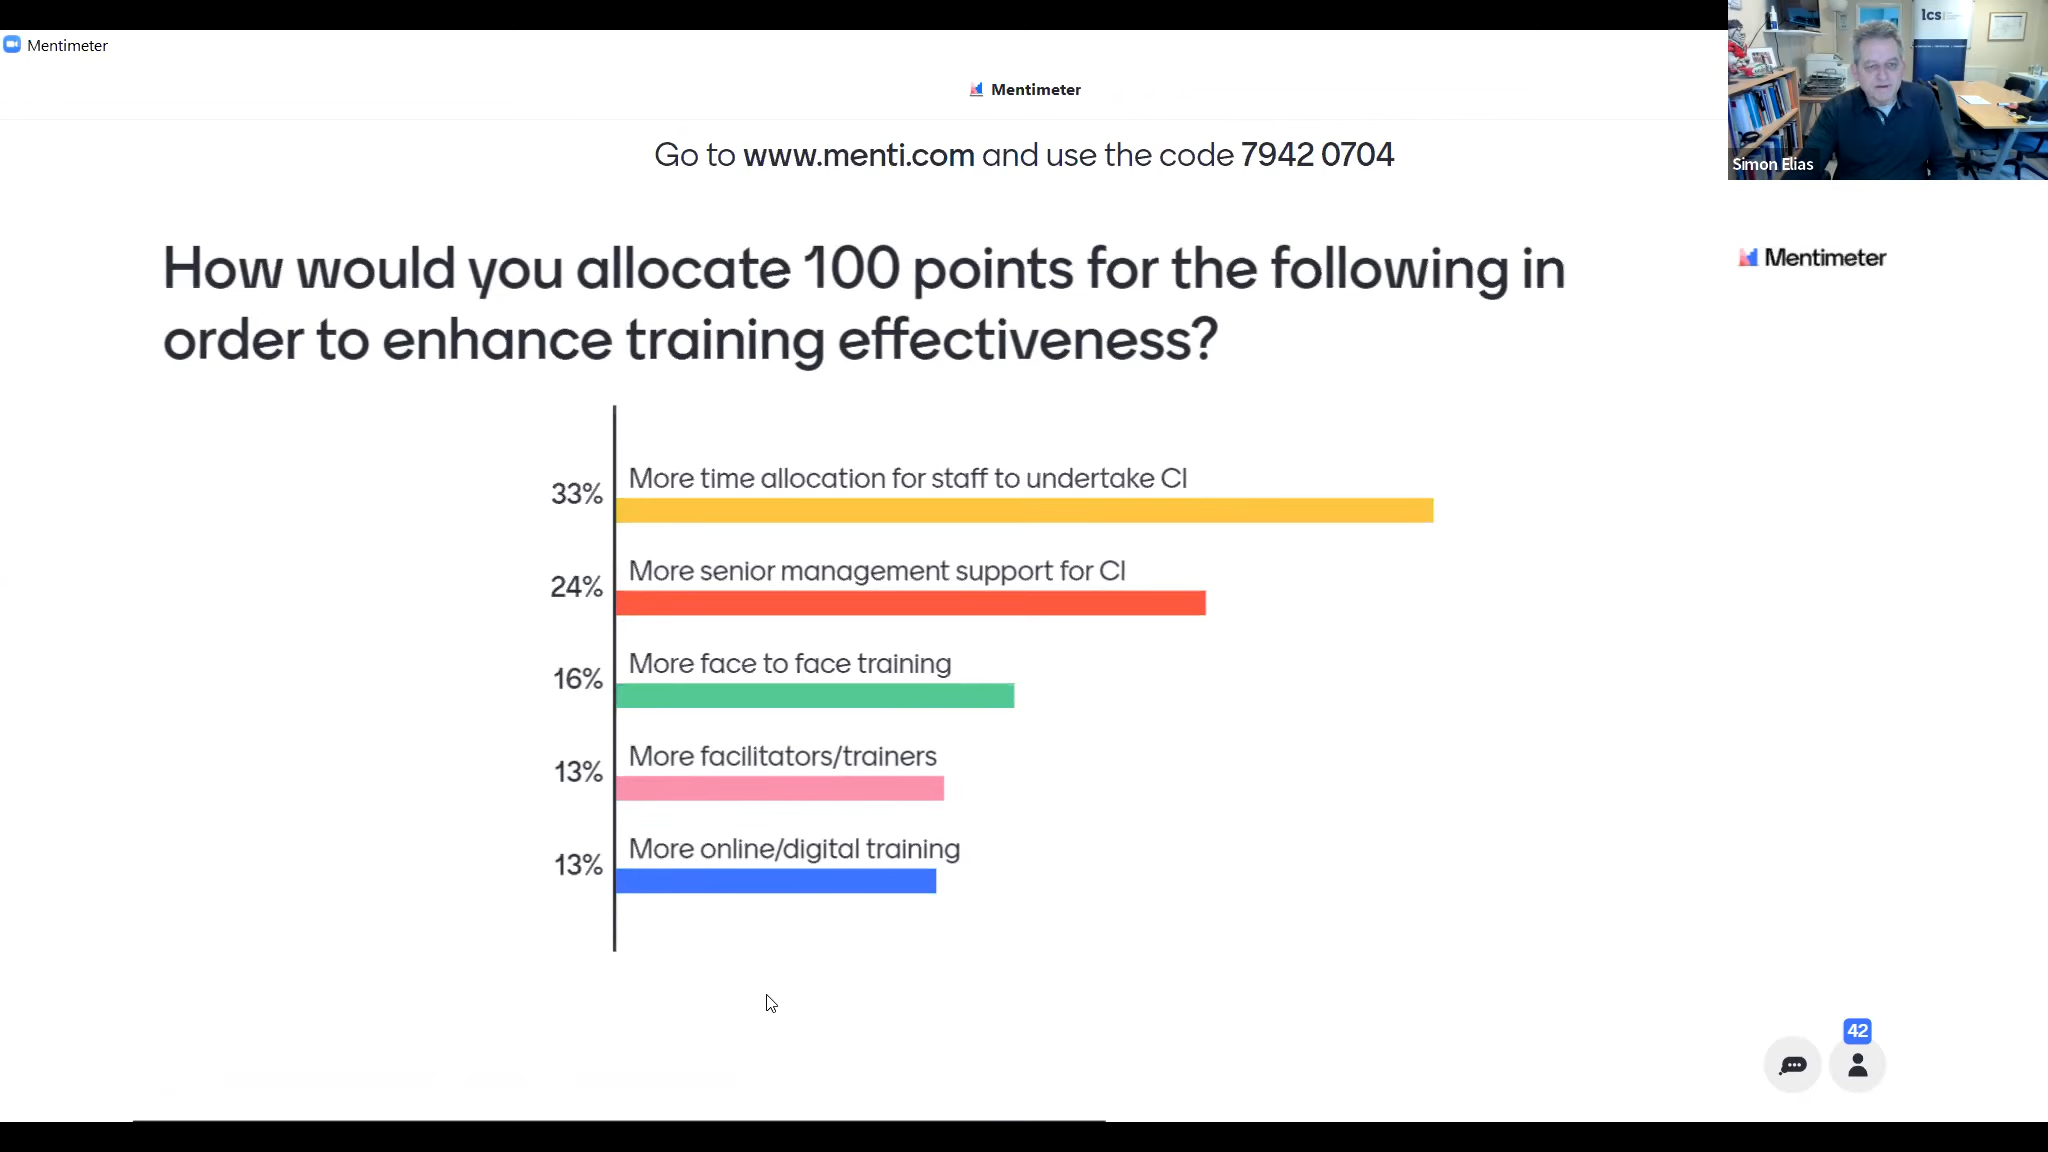 Mentimeter
Mentimeter
Go to www.menti.com and use the code 7942 0704
lcs
Simon Elias
How would you allocate 100 points for the following in
order to enhance training effectiveness?
Mentimeter
33%
More time allocation for staff to undertake CI
24%
More senior management support for CI
16%
More face to face training
13%
More facilitators/trainers
13%
More online/digital training
42